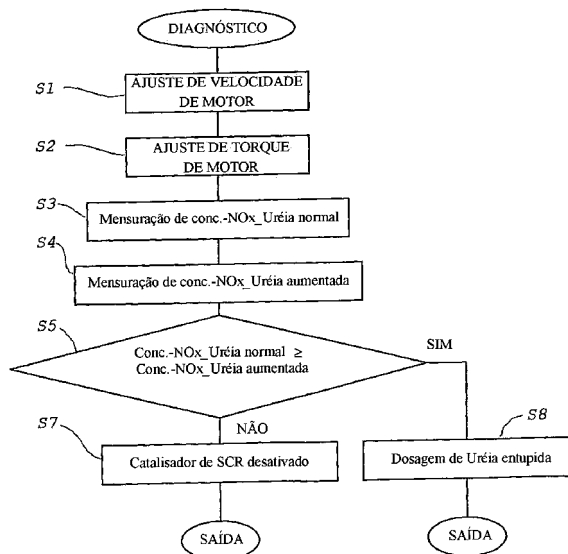 DIAGNÓSTICO
S1
AJUSTE DE VELOCIDADE
DE MOTOR
S2
AJUSTE DE TORQUE
DE MOTOR
S3
Mensuração de conc.-NOx_Uréia normal
S4
Mensuração de conc.-NOx_Uréia aumentada
S5
Conc.-NOx_Uréia normal ≥
Conc.-NOx_Uréia aumentada
SIM
NÃO
S7
Catalisador de SCR desativado
S8
Dosagem de Uréia entupida
SAÍDA
SAÍDA